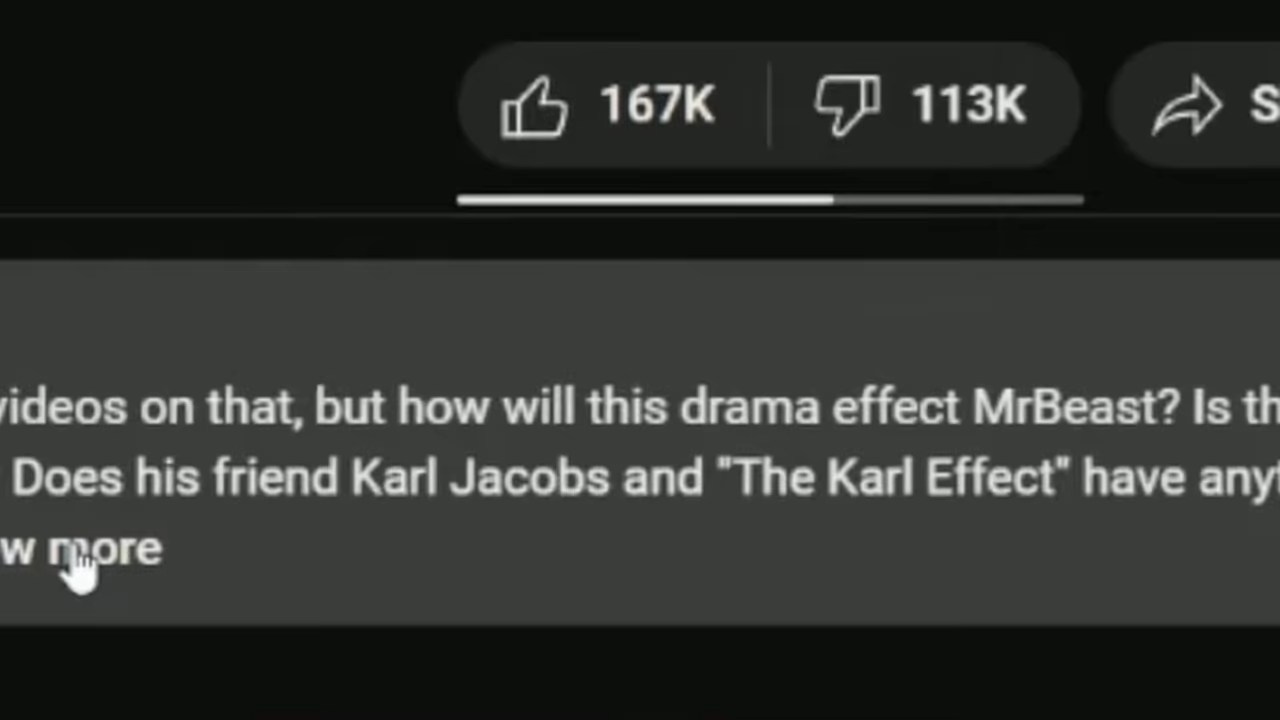 167K 113K S
videos on that, but how will this drama effect MrBeast? Is th
Does his friend Karl Jacobs and "The Karl Effect" have anyt
w more